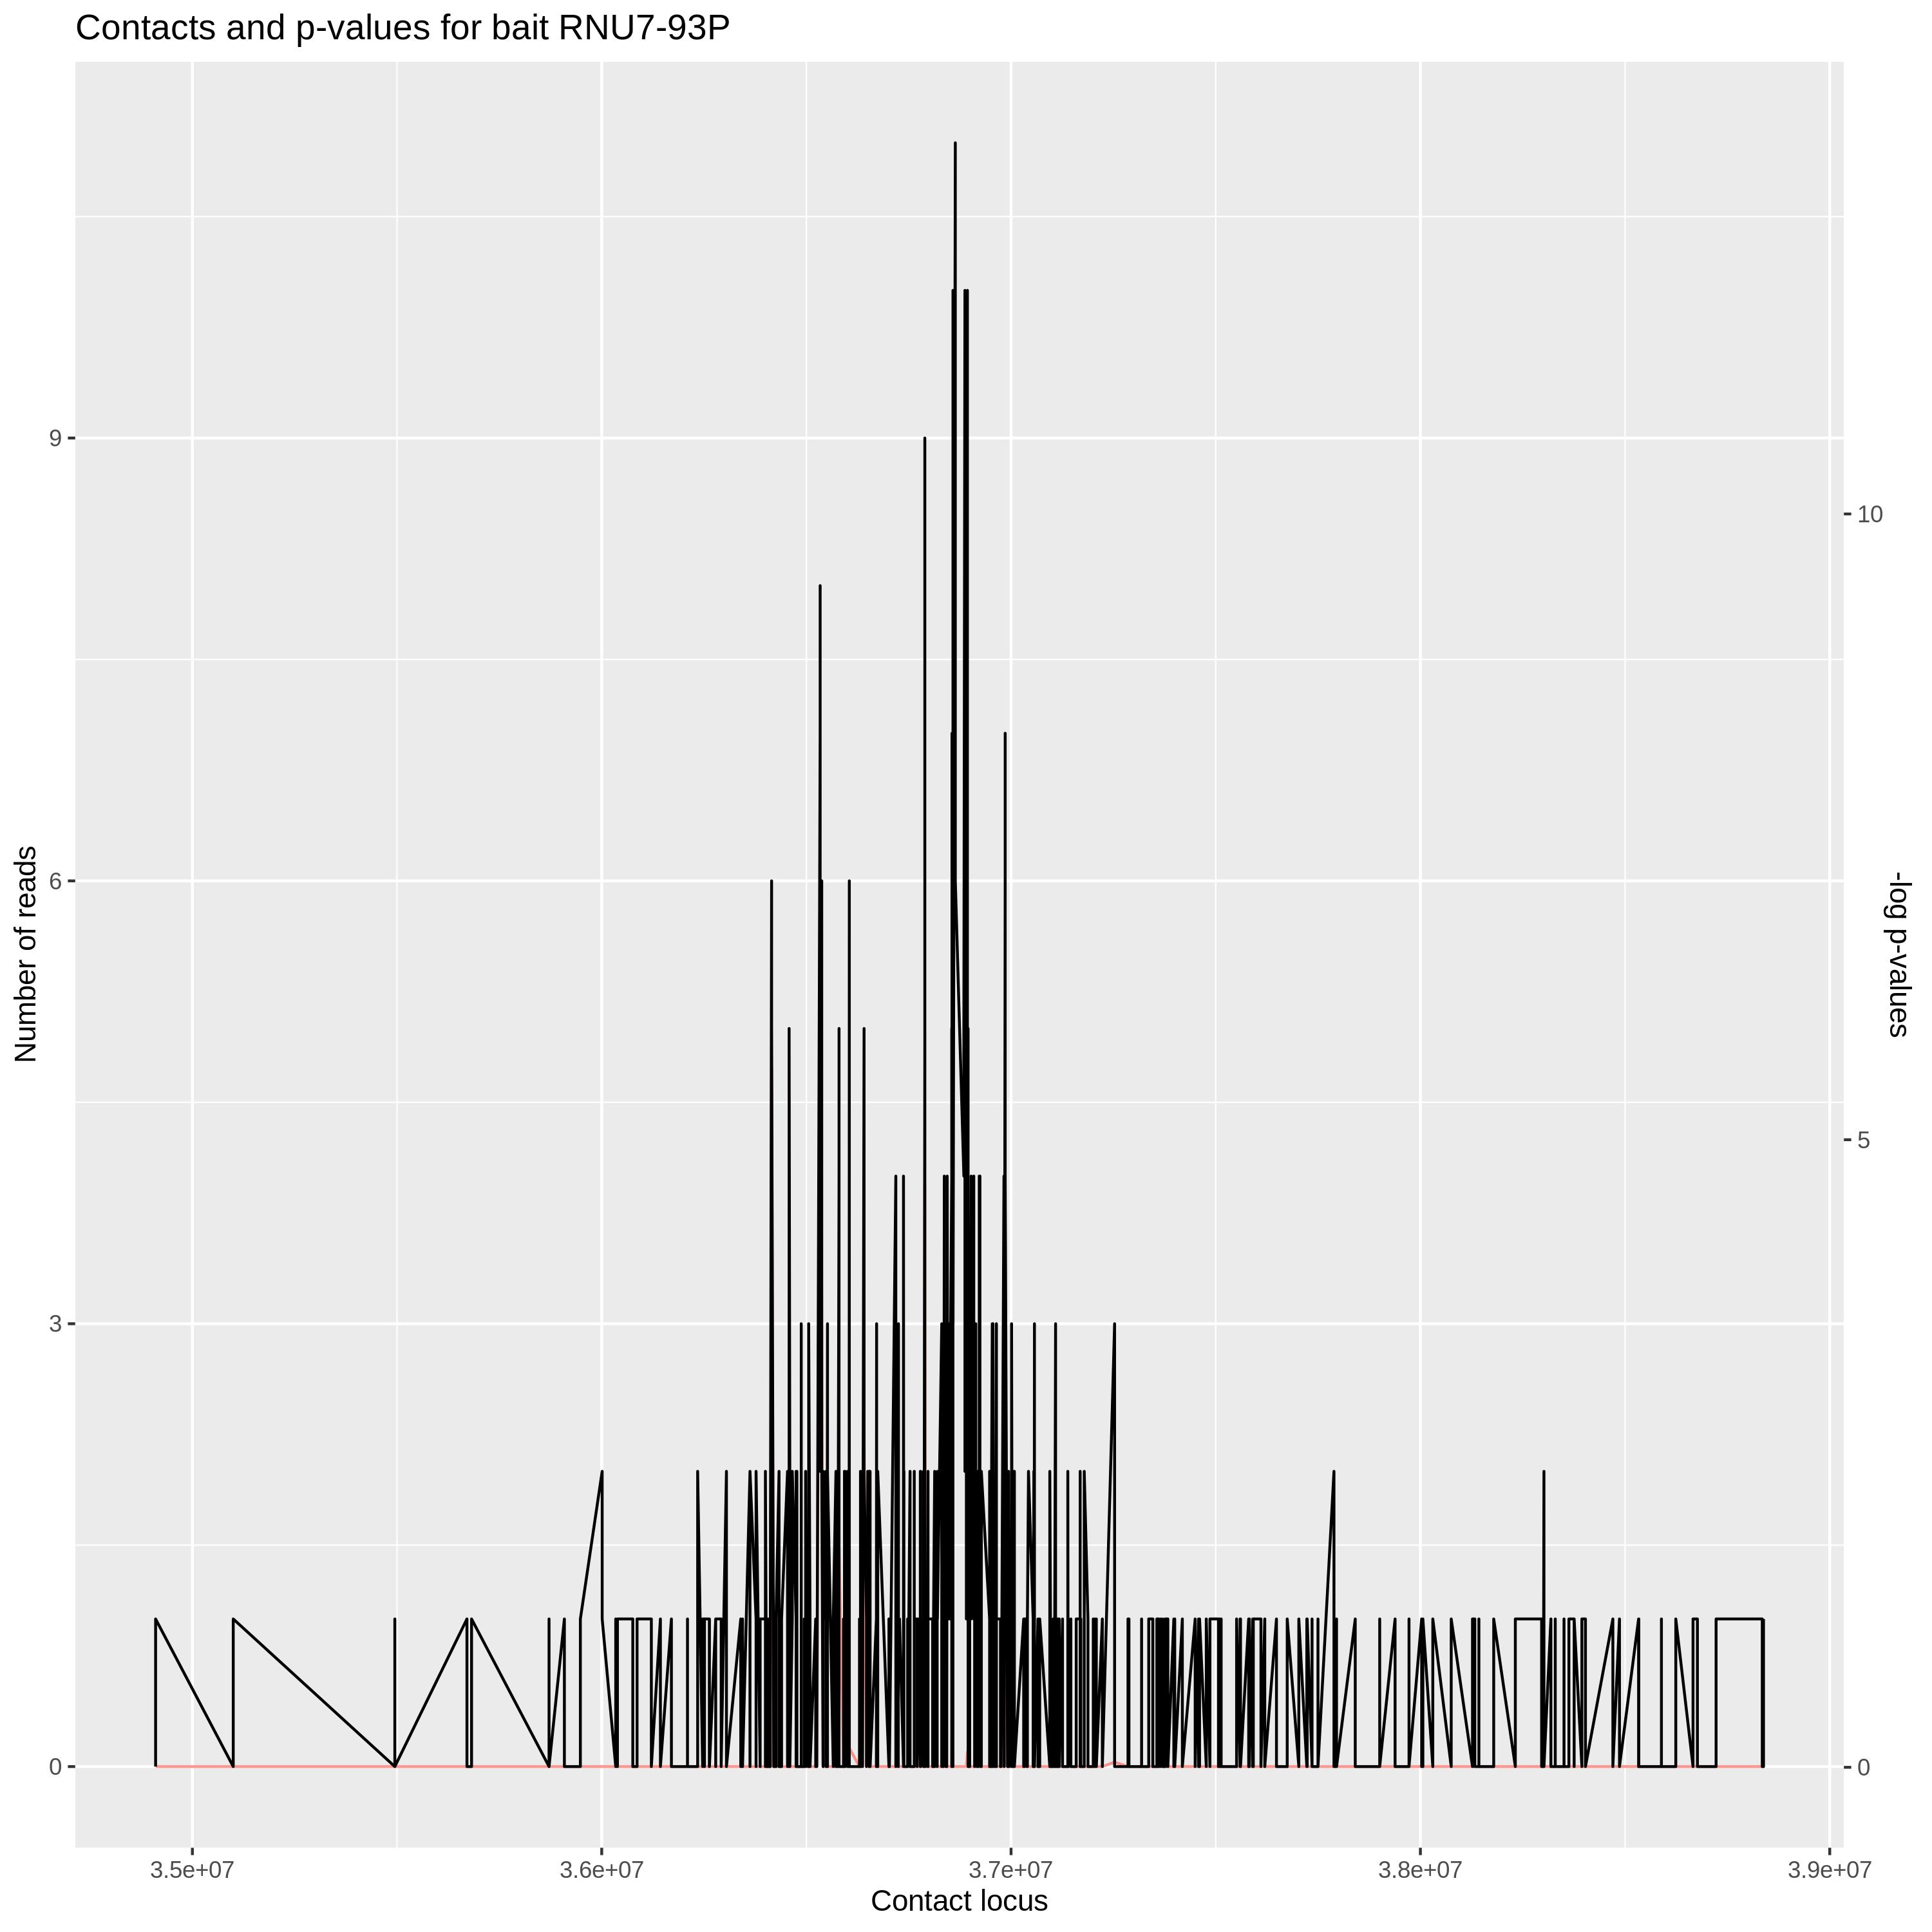 Contacts and p-values for bait RNU7-93P
9
6
3
0
Number of reads
10
5
0
-log p-values
3.5e+07 3.6e+07 3.7e+07 3.8e+07 3.9e+07
Contact locus